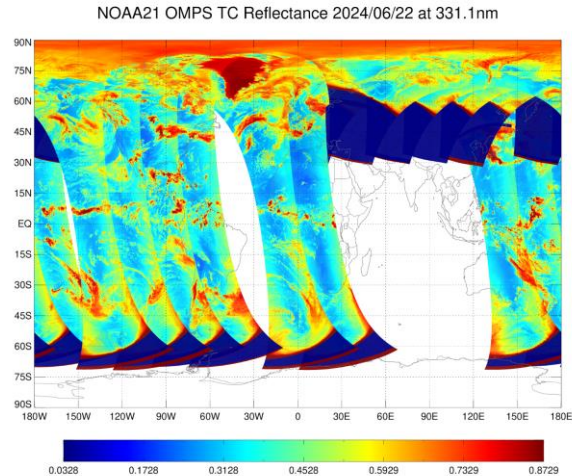 NOAA21 OMPS TC Reflectance 2024/06/22 at 331.1nm
90N
75N
60N
45N
30N
15N
EQ
15S
30S
45S
60S
75S
90S
180W 150W 120W 90W 60W 30W 0 30E 60E 90E 120E 150E 180E
0.0328 0.1728 0.3128 0.4528 0.5929 0.7329 0.8729